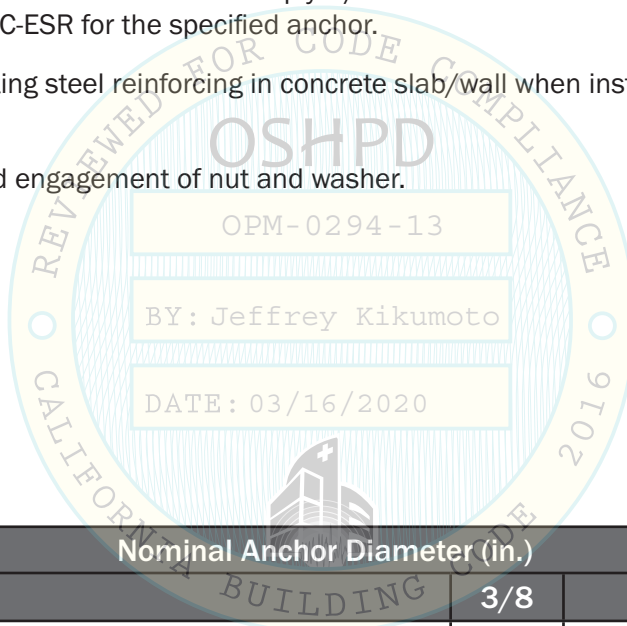 C-ESR for the specified anchor.
ing steel reinforcing in concrete slab/wall when inst
d engagement of nut and washer.
REVIEWED FOR CODE COMPLIANCE
OSHPD
OPM-0294-13
BY: Jeffrey Kikumoto
DATE: 03/16/2020
CALIFORNIA BUILDING CODE 2016
Nominal Anchor Diameter (in.)
3/8